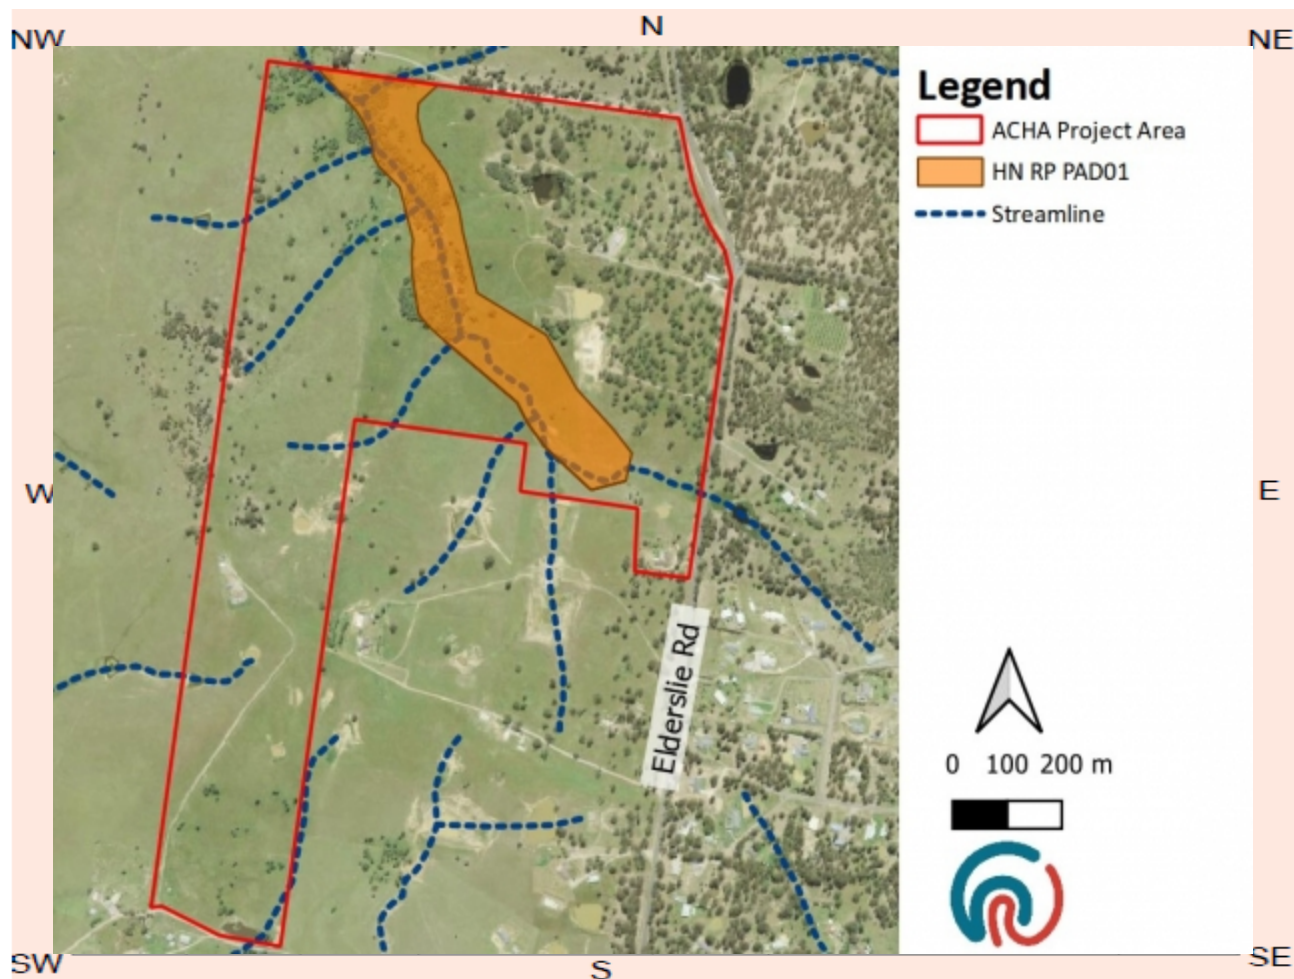 NW N NE
Legend
ACHA Project Area
HN RP PAD01
Streamline
W E
Elderslie Rd
0 100 200 m
SW S SE